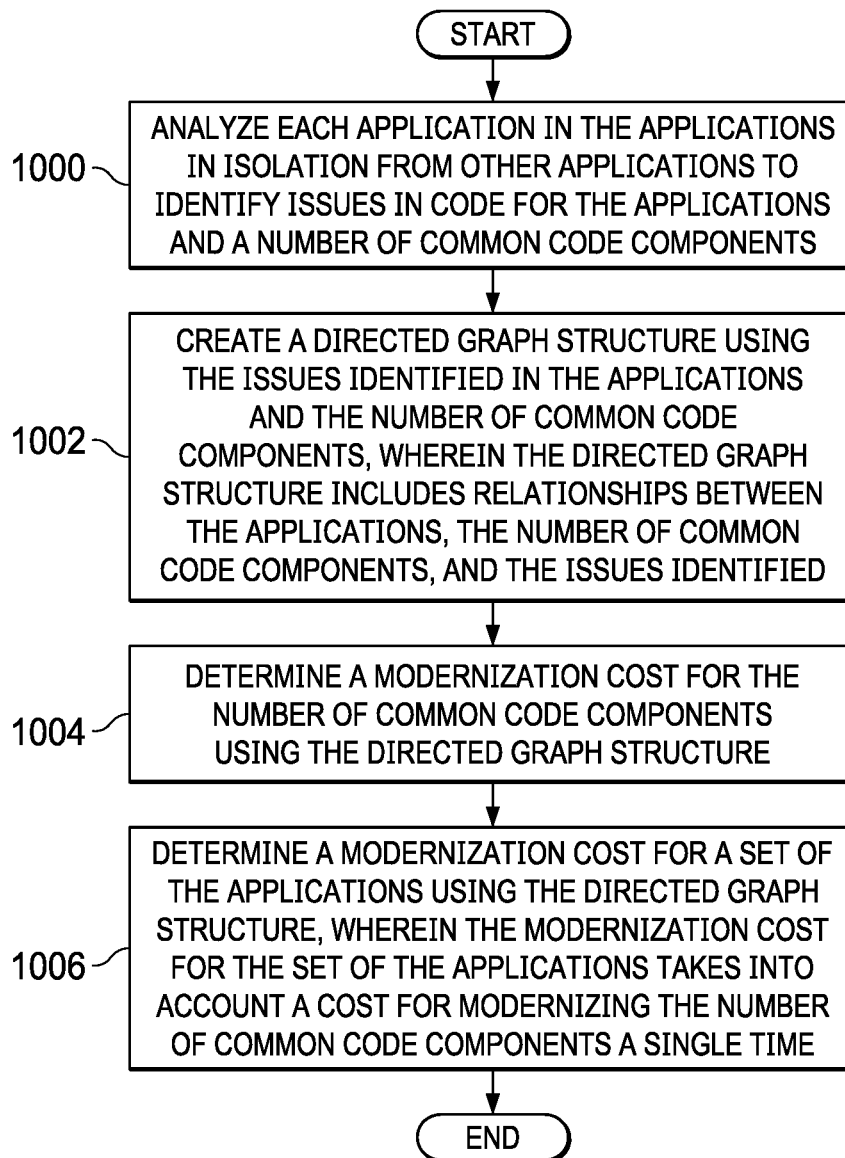 START
1000
ANALYZE EACH APPLICATION IN THE APPLICATIONS
IN ISOLATION FROM OTHER APPLICATIONS TO
IDENTIFY ISSUES IN CODE FOR THE APPLICATIONS
AND A NUMBER OF COMMON CODE COMPONENTS
1002
CREATE A DIRECTED GRAPH STRUCTURE USING
THE ISSUES IDENTIFIED IN THE APPLICATIONS
AND THE NUMBER OF COMMON CODE
COMPONENTS, WHEREIN THE DIRECTED GRAPH
STRUCTURE INCLUDES RELATIONSHIPS BETWEEN
THE APPLICATIONS, THE NUMBER OF COMMON
CODE COMPONENTS, AND THE ISSUES IDENTIFIED
1004
DETERMINE A MODERNIZATION COST FOR THE
NUMBER OF COMMON CODE COMPONENTS
USING THE DIRECTED GRAPH STRUCTURE
1006
DETERMINE A MODERNIZATION COST FOR A SET OF
THE APPLICATIONS USING THE DIRECTED GRAPH
STRUCTURE, WHEREIN THE MODERNIZATION COST
FOR THE SET OF THE APPLICATIONS TAKES INTO
ACCOUNT A COST FOR MODERNIZING THE NUMBER
OF COMMON CODE COMPONENTS A SINGLE TIME
END